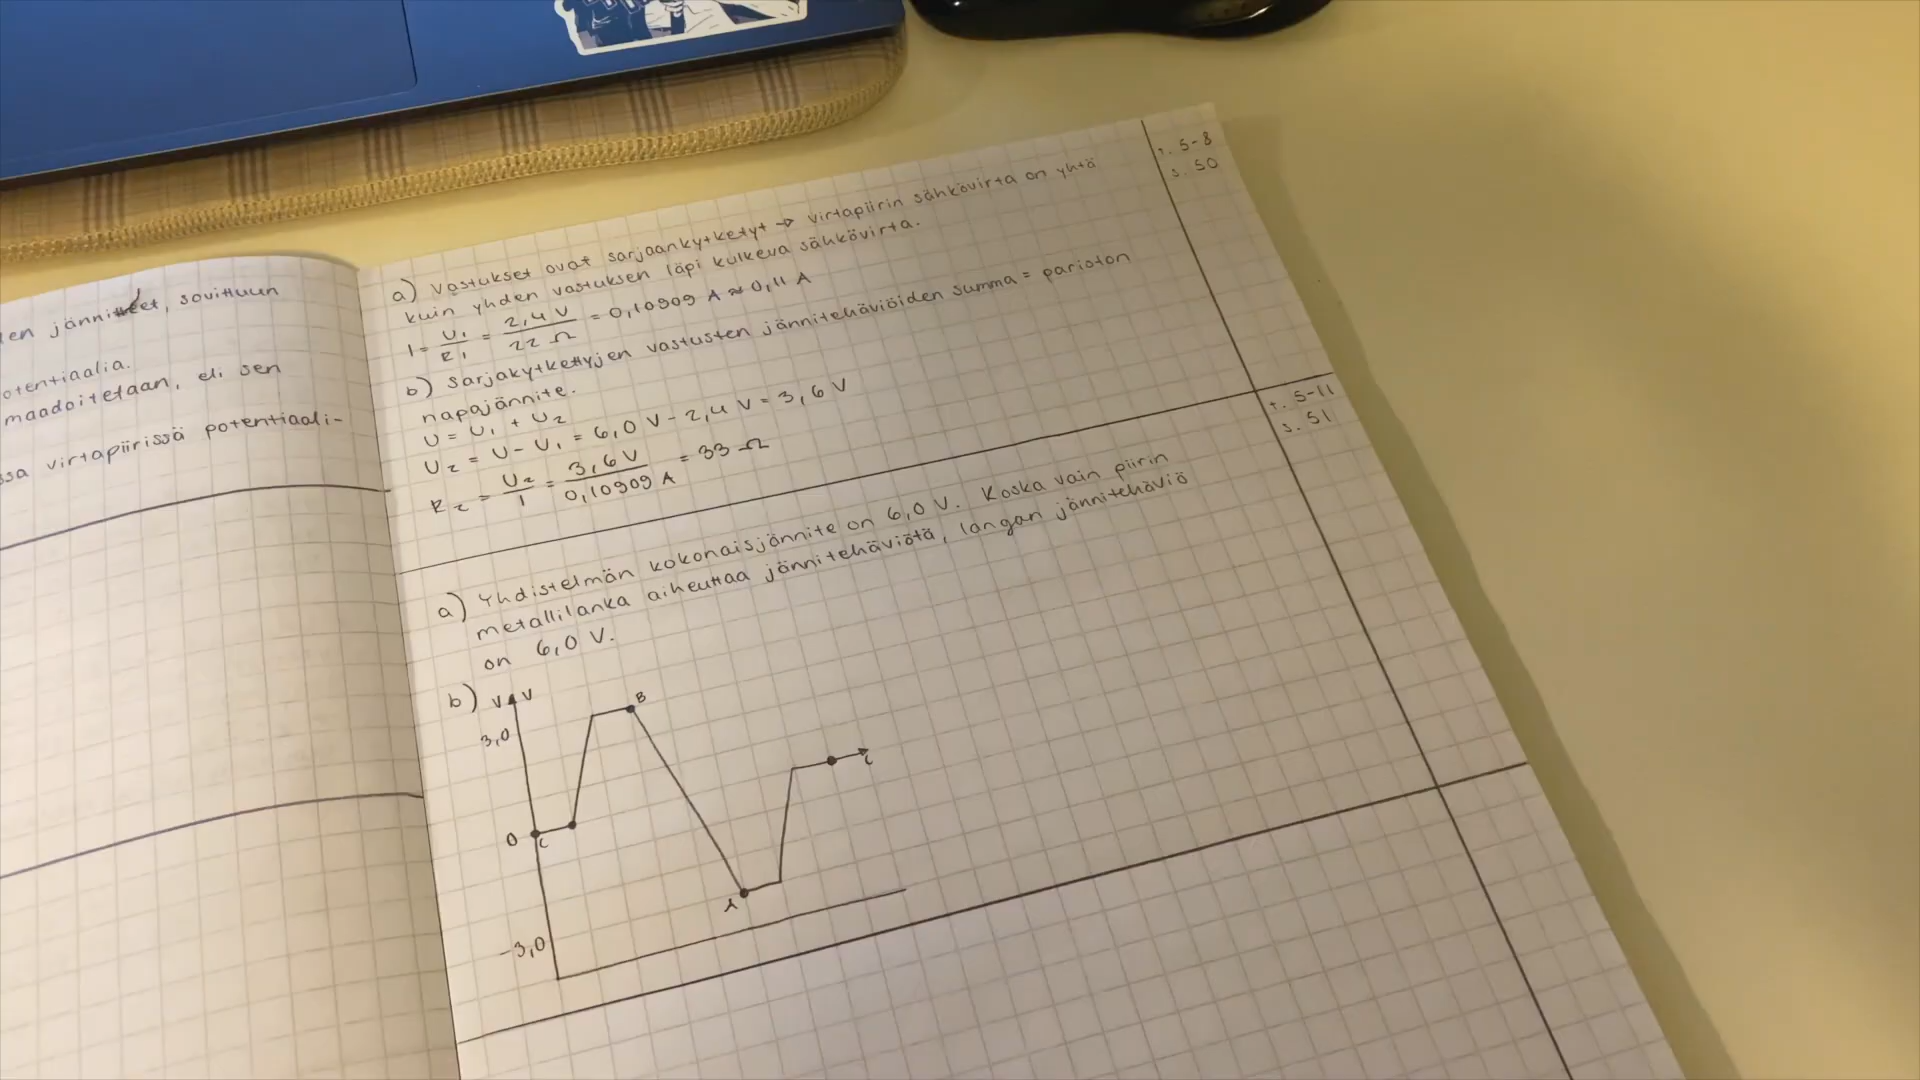 jännitteet, sovittuun
otentiaalia.
maadoitetaan, eli sen
ssa virtapiirissä potentiaali-
t. 5-8
s. 50
a) Vastukset ovat sarjaankytketyt → virtapiirin sähkövirta on yhtä
kuin yhden vastuksen läpi kulkeva sähkövirta.
I = U₁/R₁ = 2,4 V/22 Ω = 0,10909 A ≈ 0,11 A
b) Sarjakytkettyjen vastusten jännitehäviöiden summa = pariston
napajännite.
U = U₁ + U₂
U₂ = U - U₁ = 6,0 V - 2,4 V = 3,6 V
R₂ = U₂/I = 3,6 V/0,10909 A = 33 Ω
t. 5-11
s. 51
a) Yhdistelmän kokonaisjännite on 6,0 V. Koska vain piirin
metallilanka aiheuttaa jännitehäviötä, langan jännitehäviö
on 6,0 V.
b) V V
3,0
B
C
0
C
A
-3,0